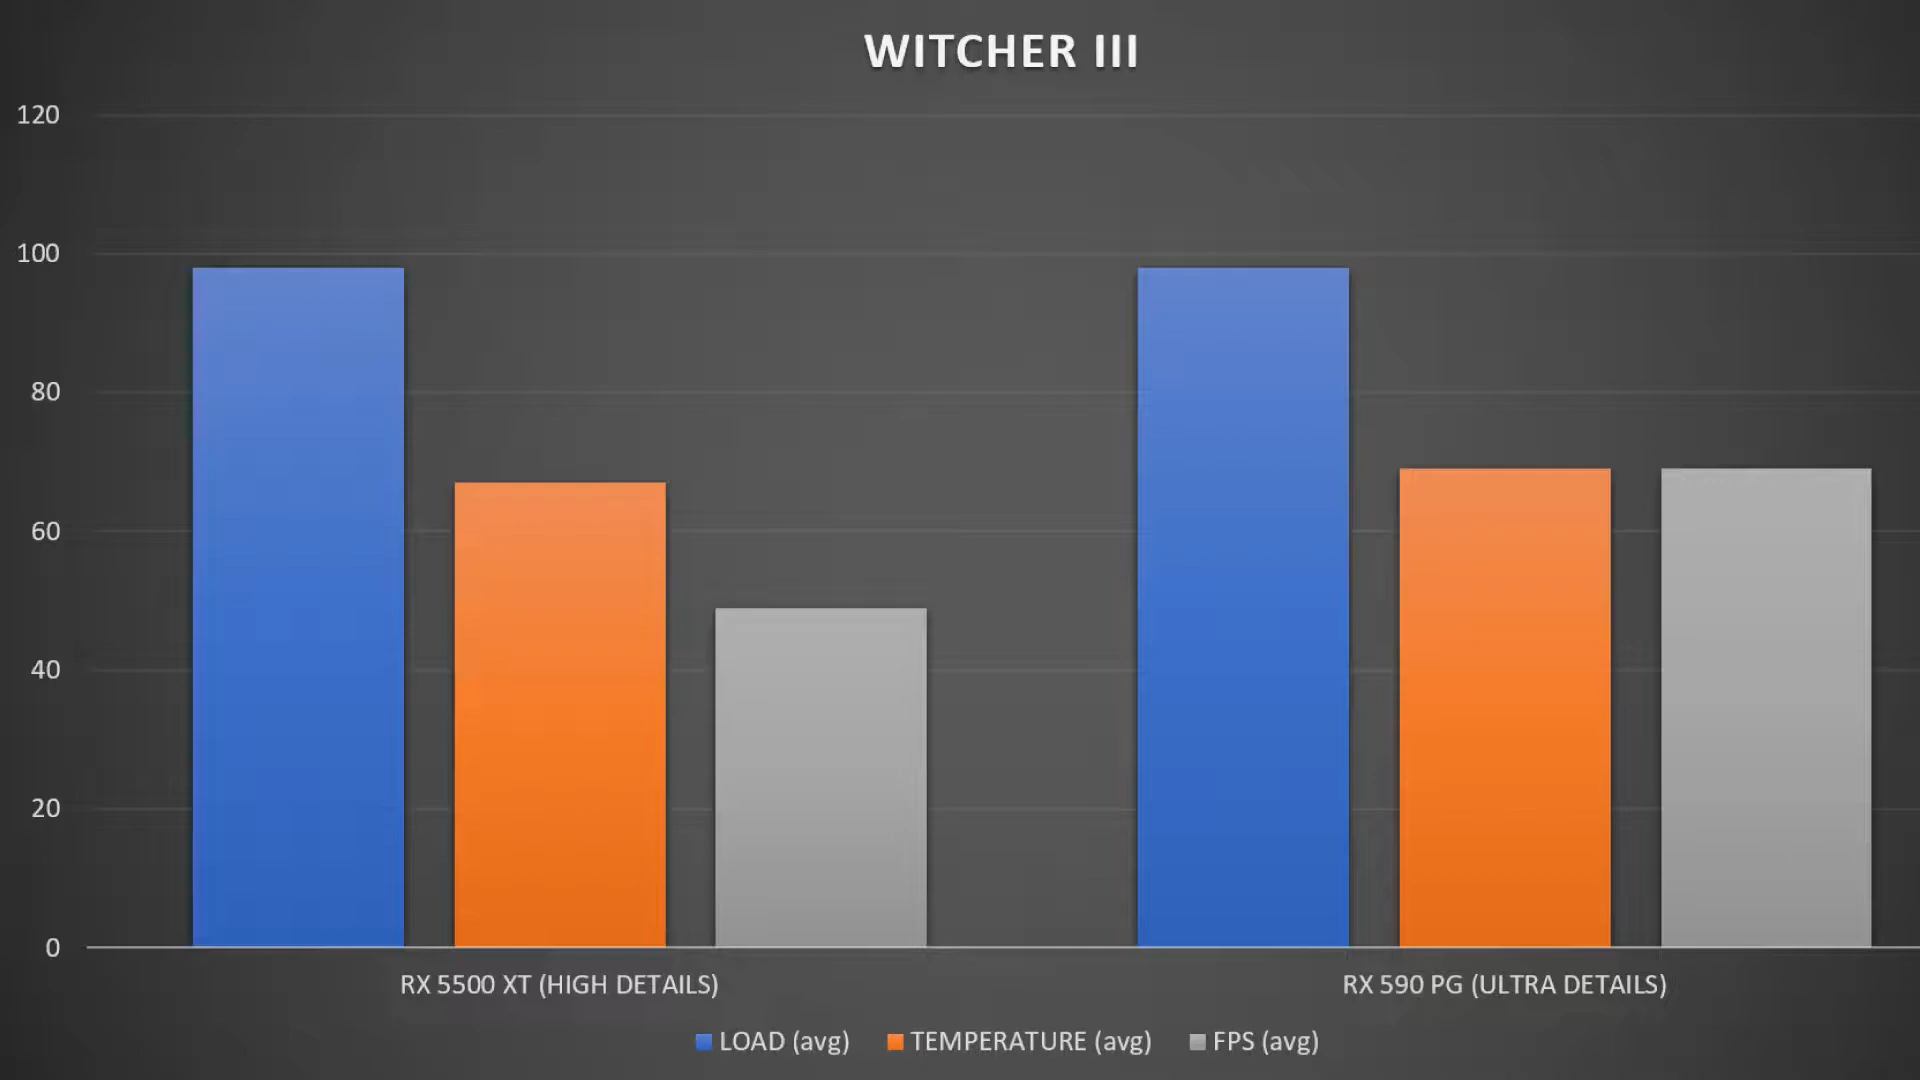 WITCHER III
120
100
80
60
40
20
0
RX 5500 XT (HIGH DETAILS)
RX 590 PG (ULTRA DETAILS)
LOAD (avg)
TEMPERATURE (avg)
FPS (avg)